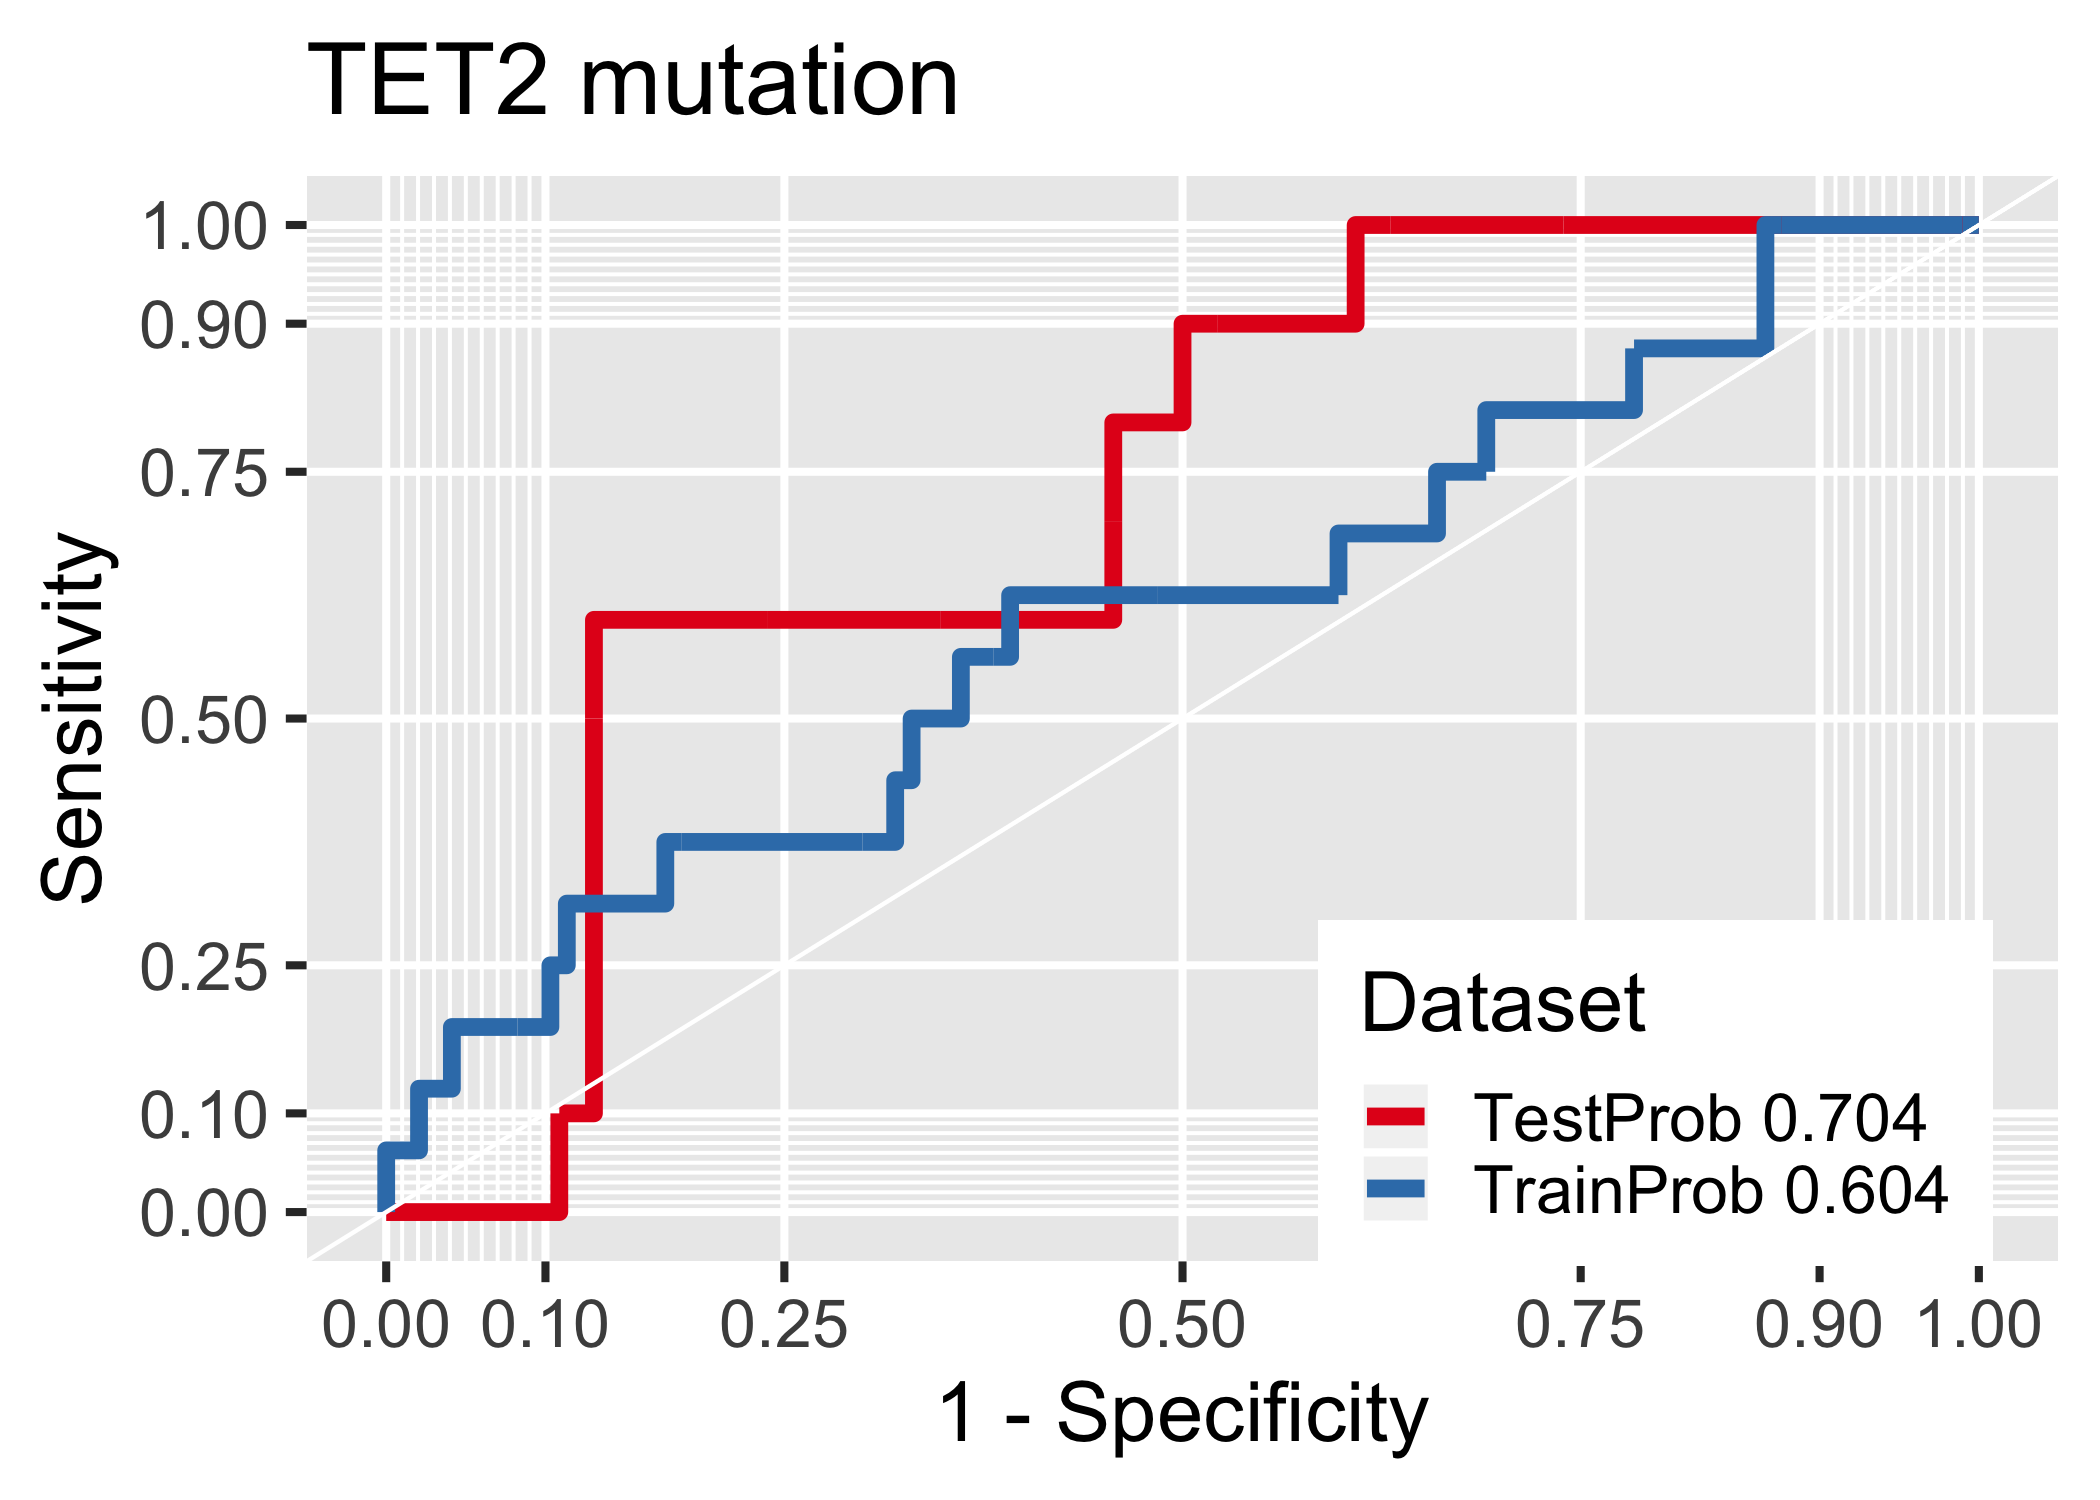 TET2 mutation
1.00
0.90
0.75
0.50
0.25
0.10
0.00
Sensitivity
Dataset
TestProb 0.704
TrainProb 0.604
0.00 0.10 0.25 0.50 0.75 0.90 1.00
1 - Specificity